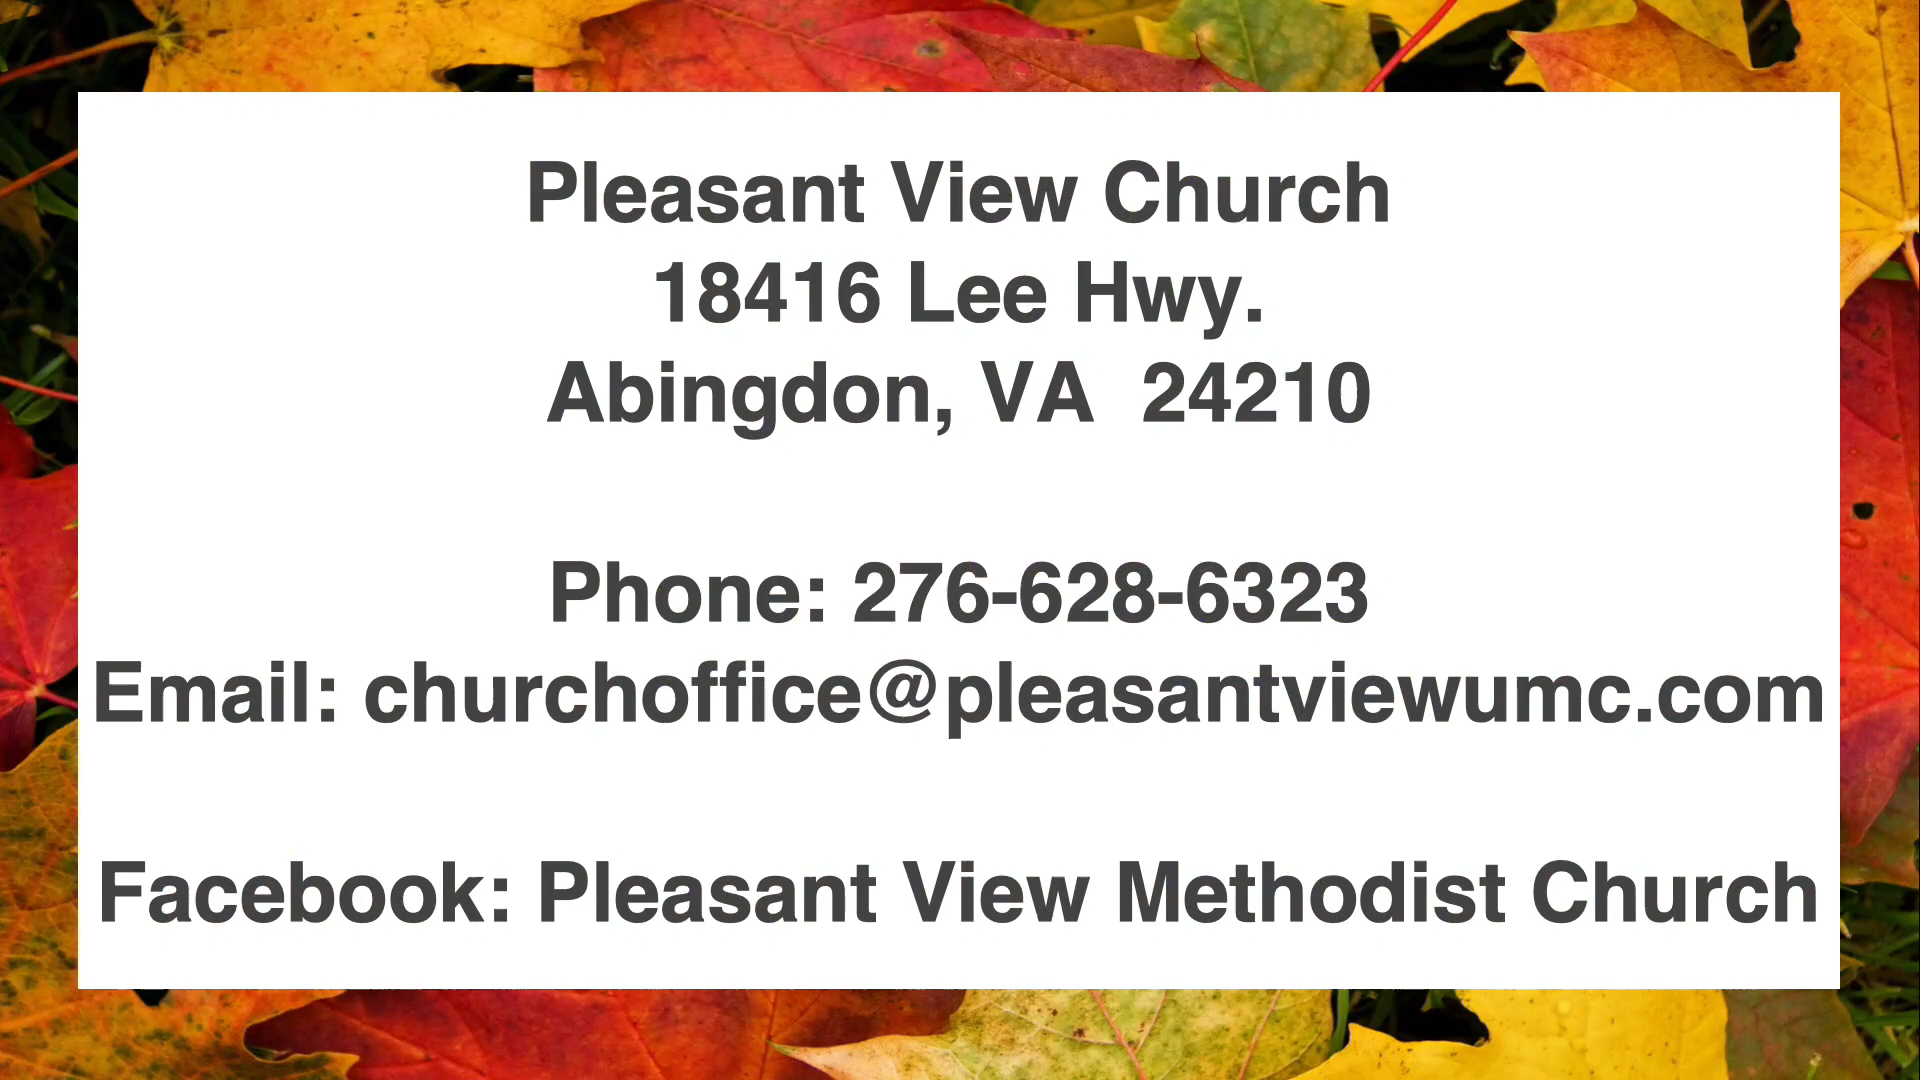 Pleasant View Church
18416 Lee Hwy.
Abingdon, VA  24210
Phone: 276-628-6323
Email: churchoffice@pleasantviewumc.com
Facebook: Pleasant View Methodist Church